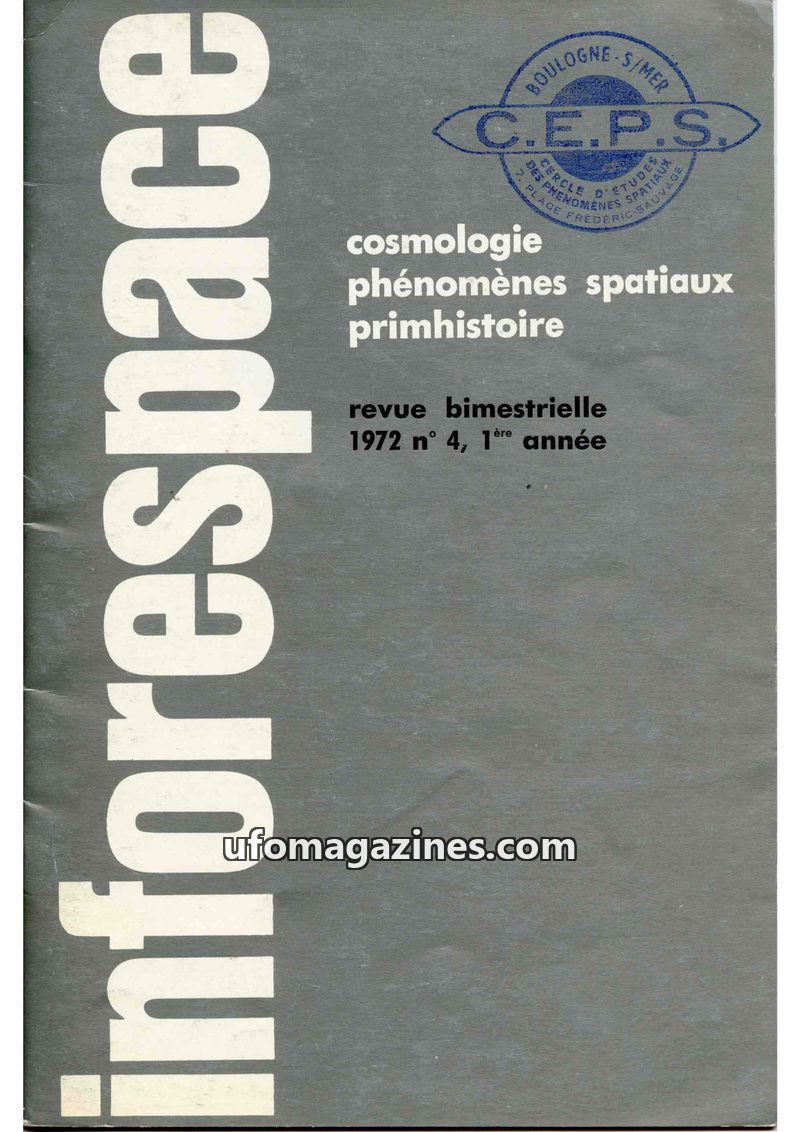 inforespace
BOULOGNE-S/MER
C.E.P.S.
CERCLE D'ETUDES
DES PHENOMENES SPATIAUX
7, PLACE FREDERIC-SAUVAGE
cosmologie
phénomènes spatiaux
primhistoire
revue bimestrielle
1972 n° 4, 1ère année
ufomagazines.com